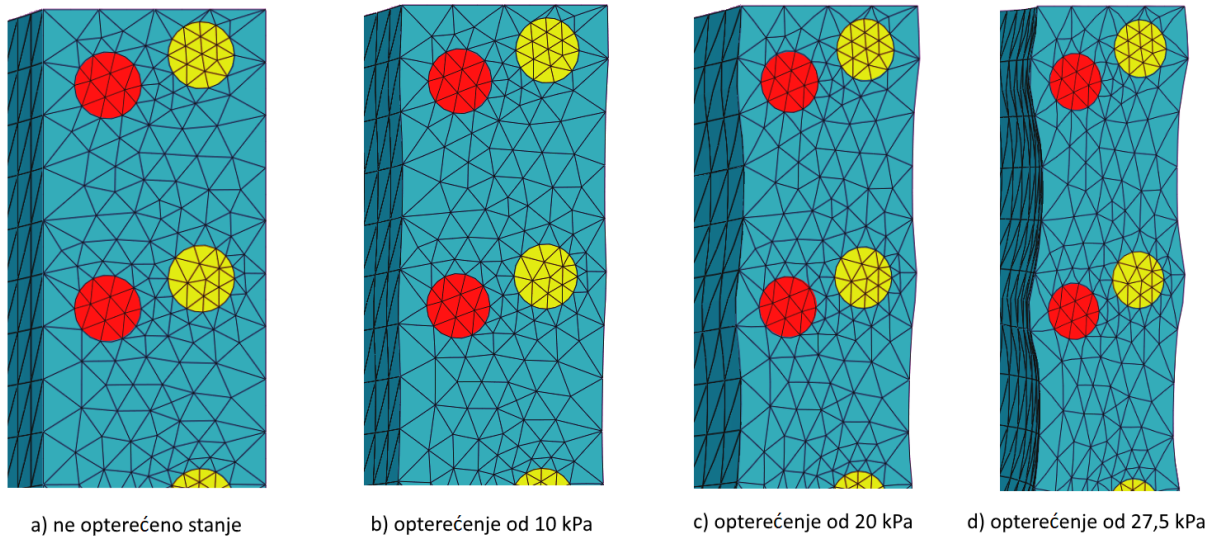 a) ne opterećeno stanje
b) opterećenje od 10 kPa
c) opterećenje od 20 kPa
d) opterećenje od 27,5 kPa